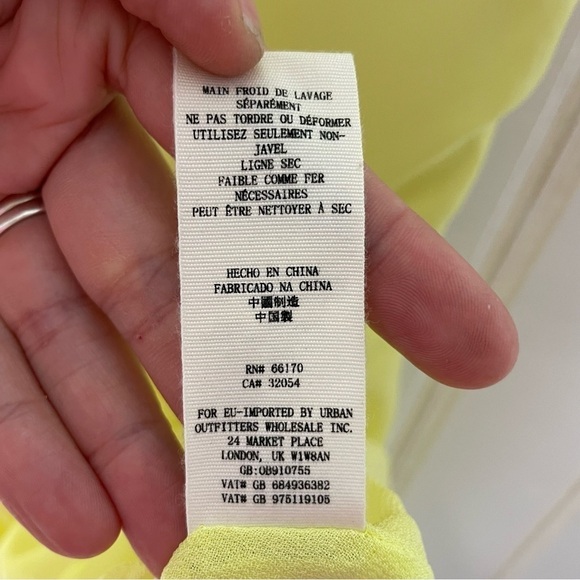 MAIN FROID DE LAVAGE
SÉPARÉMENT
NE PAS TORDRE OU DÉFORMER
UTILISEZ SEULEMENT NON-
JAVEL
LIGNE SEC
FAIBLE COMME FER
NÉCESSAIRES
PEUT ÊTRE NETTOYER À SEC
HECHO EN CHINA
FABRICADO NA CHINA
中國制造
中国製
RN# 66170
CA# 32054
FOR EU-IMPORTED BY URBAN
OUTFITTERS WHOLESALE INC.
24 MARKET PLACE
LONDON, UK W1W8AN
GB:0B910755
VAT# GB 684936382
VAT# GB 975119105